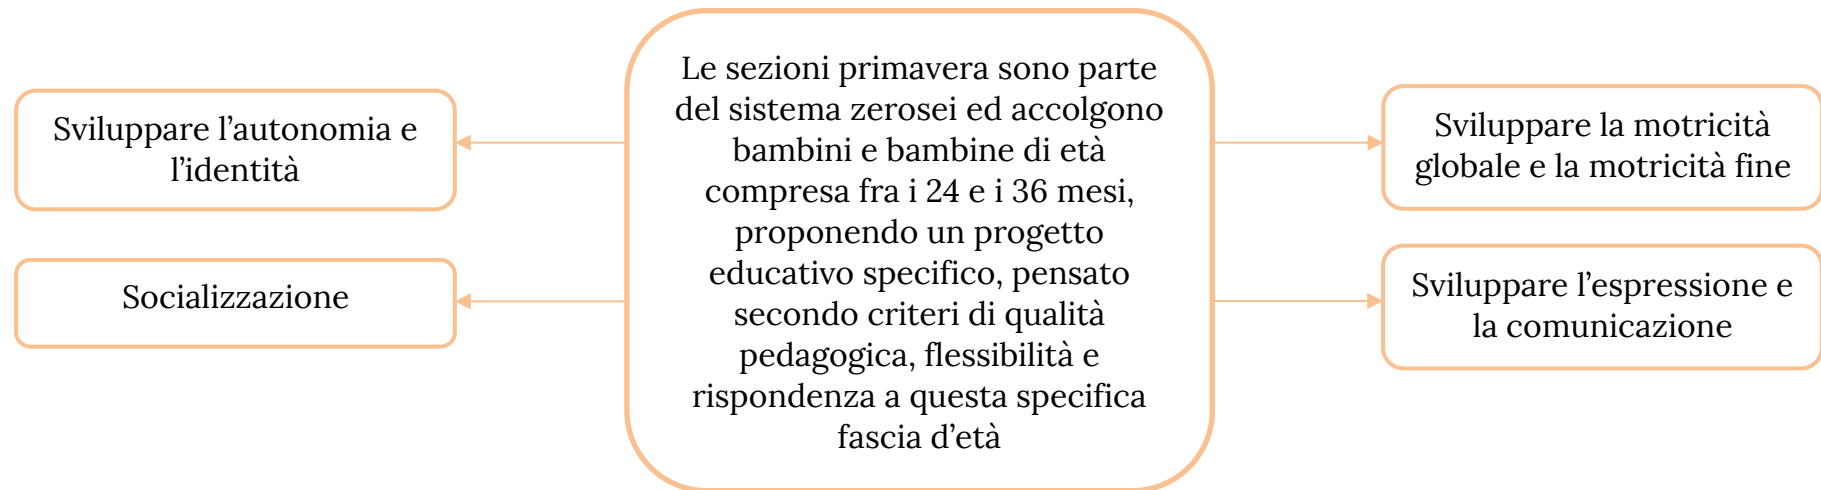 Sviluppare l’autonomia e
l’identità
Socializzazione
Le sezioni primavera sono parte
del sistema zerosei ed accolgono
bambini e bambine di età
compresa fra i 24 e i 36 mesi,
proponendo un progetto
educativo specifico, pensato
secondo criteri di qualità
pedagogica, flessibilità e
rispondenza a questa specifica
fascia d’età
Sviluppare la motricità
globale e la motricità fine
Sviluppare l’espressione e
la comunicazione